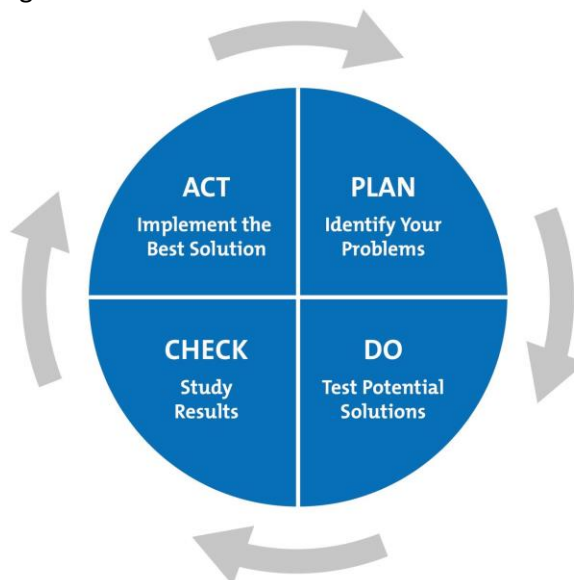 ACT
Implement the
Best Solution
PLAN
Identify Your
Problems
CHECK
Study
Results
DO
Test Potential
Solutions